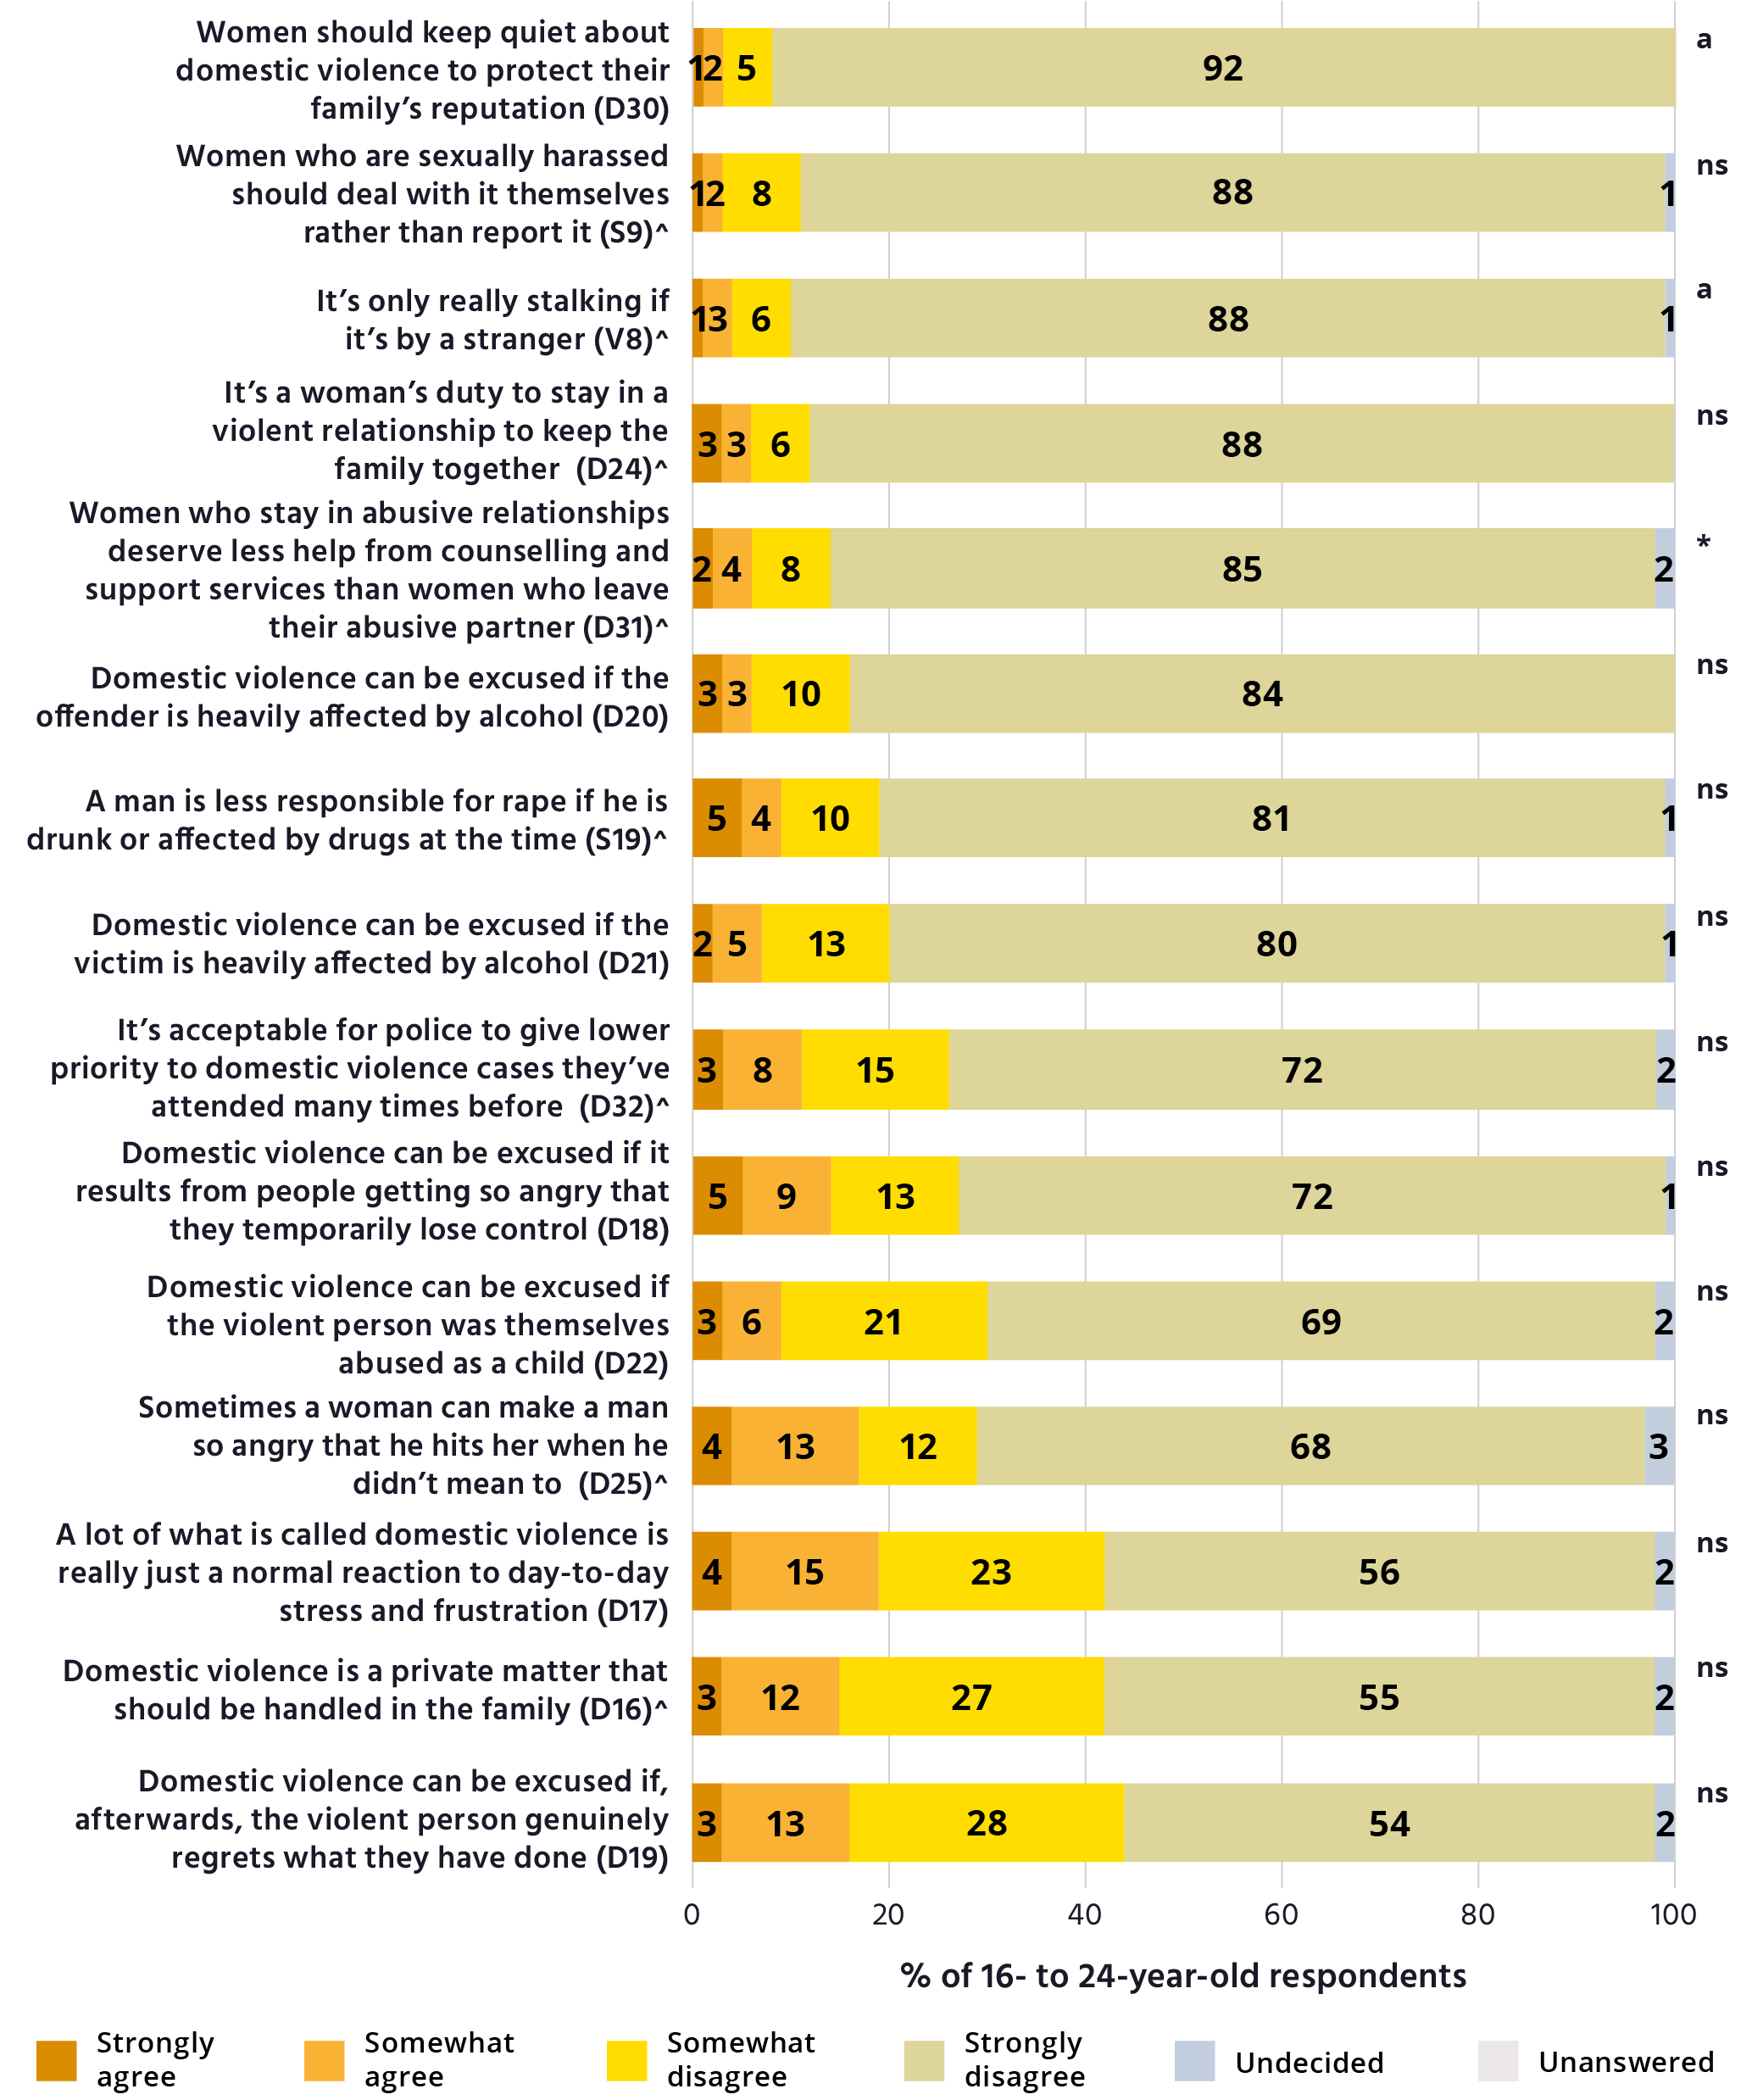 Women should keep quiet about
domestic violence to protect their
family’s reputation (D30)
1 2 5 92
a
Women who are sexually harassed
should deal with it themselves
rather than report it (S9)^
1 2 8 88 1
ns
It’s only really stalking if
it’s by a stranger (V8)^
1 3 6 88 1
a
It’s a woman’s duty to stay in a
violent relationship to keep the
family together (D24)^
3 3 6 88
ns
Women who stay in abusive relationships
deserve less help from counselling and
support services than women who leave
their abusive partner (D31)^
2 4 8 85 2
*
Domestic violence can be excused if the
offender is heavily affected by alcohol (D20)
3 3 10 84
ns
A man is less responsible for rape if he is
drunk or affected by drugs at the time (S19)^
5 4 10 81 1
ns
Domestic violence can be excused if the
victim is heavily affected by alcohol (D21)
2 5 13 80 1
ns
It’s acceptable for police to give lower
priority to domestic violence cases they’ve
attended many times before (D32)^
3 8 15 72 2
ns
Domestic violence can be excused if it
results from people getting so angry that
they temporarily lose control (D18)
5 9 13 72 1
ns
Domestic violence can be excused if
the violent person was themselves
abused as a child (D22)
3 6 21 69 2
ns
Sometimes a woman can make a man
so angry that he hits her when he
didn’t mean to (D25)^
4 13 12 68 3
ns
A lot of what is called domestic violence is
really just a normal reaction to day-to-day
stress and frustration (D17)
4 15 23 56 2
ns
Domestic violence is a private matter that
should be handled in the family (D16)^
3 12 27 55 2
ns
Domestic violence can be excused if,
afterwards, the violent person genuinely
regrets what they have done (D19)
3 13 28 54 2
ns
0 20 40 60 80 100
% of 16- to 24-year-old respondents
Strongly
agree
Somewhat
agree
Somewhat
disagree
Strongly
disagree
Undecided
Unanswered